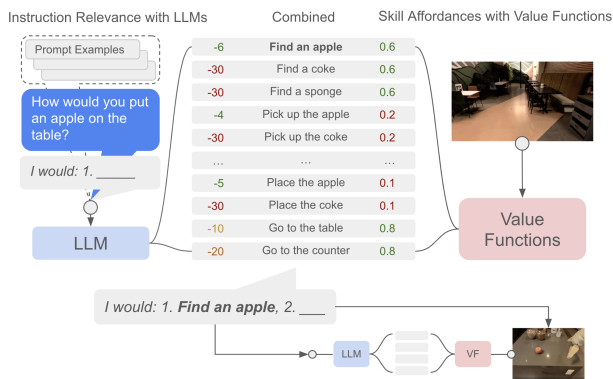 Instruction Relevance with LLMs
Combined
Skill Affordances with Value Functions
Prompt Examples
How would you put
an apple on the
table?
I would: 1. _____
LLM
-6 Find an apple 0.6
-30 Find a coke 0.6
-30 Find a sponge 0.6
-4 Pick up the apple 0.2
-30 Pick up the coke 0.2
... ... ...
-5 Place the apple 0.1
-30 Place the coke 0.1
-10 Go to the table 0.8
-20 Go to the counter 0.8
Value
Functions
I would: 1. Find an apple, 2. ___
LLM
VF